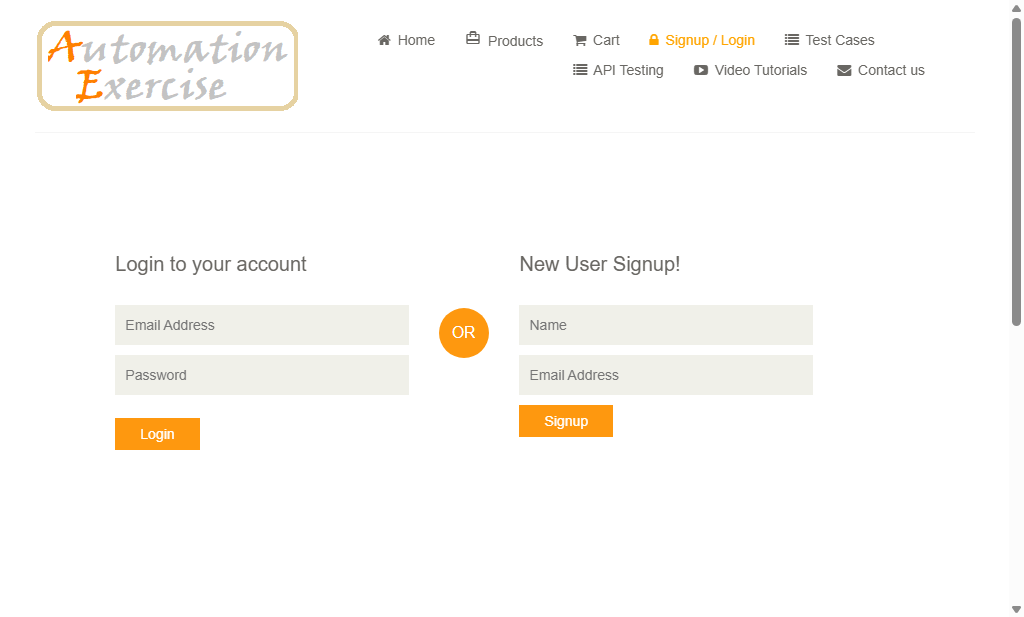 Automation
Exercise
Home Products Cart Signup / Login Test Cases
API Testing Video Tutorials Contact us
Login to your account
Email Address
Password
Login
OR
New User Signup!
Name
Email Address
Signup